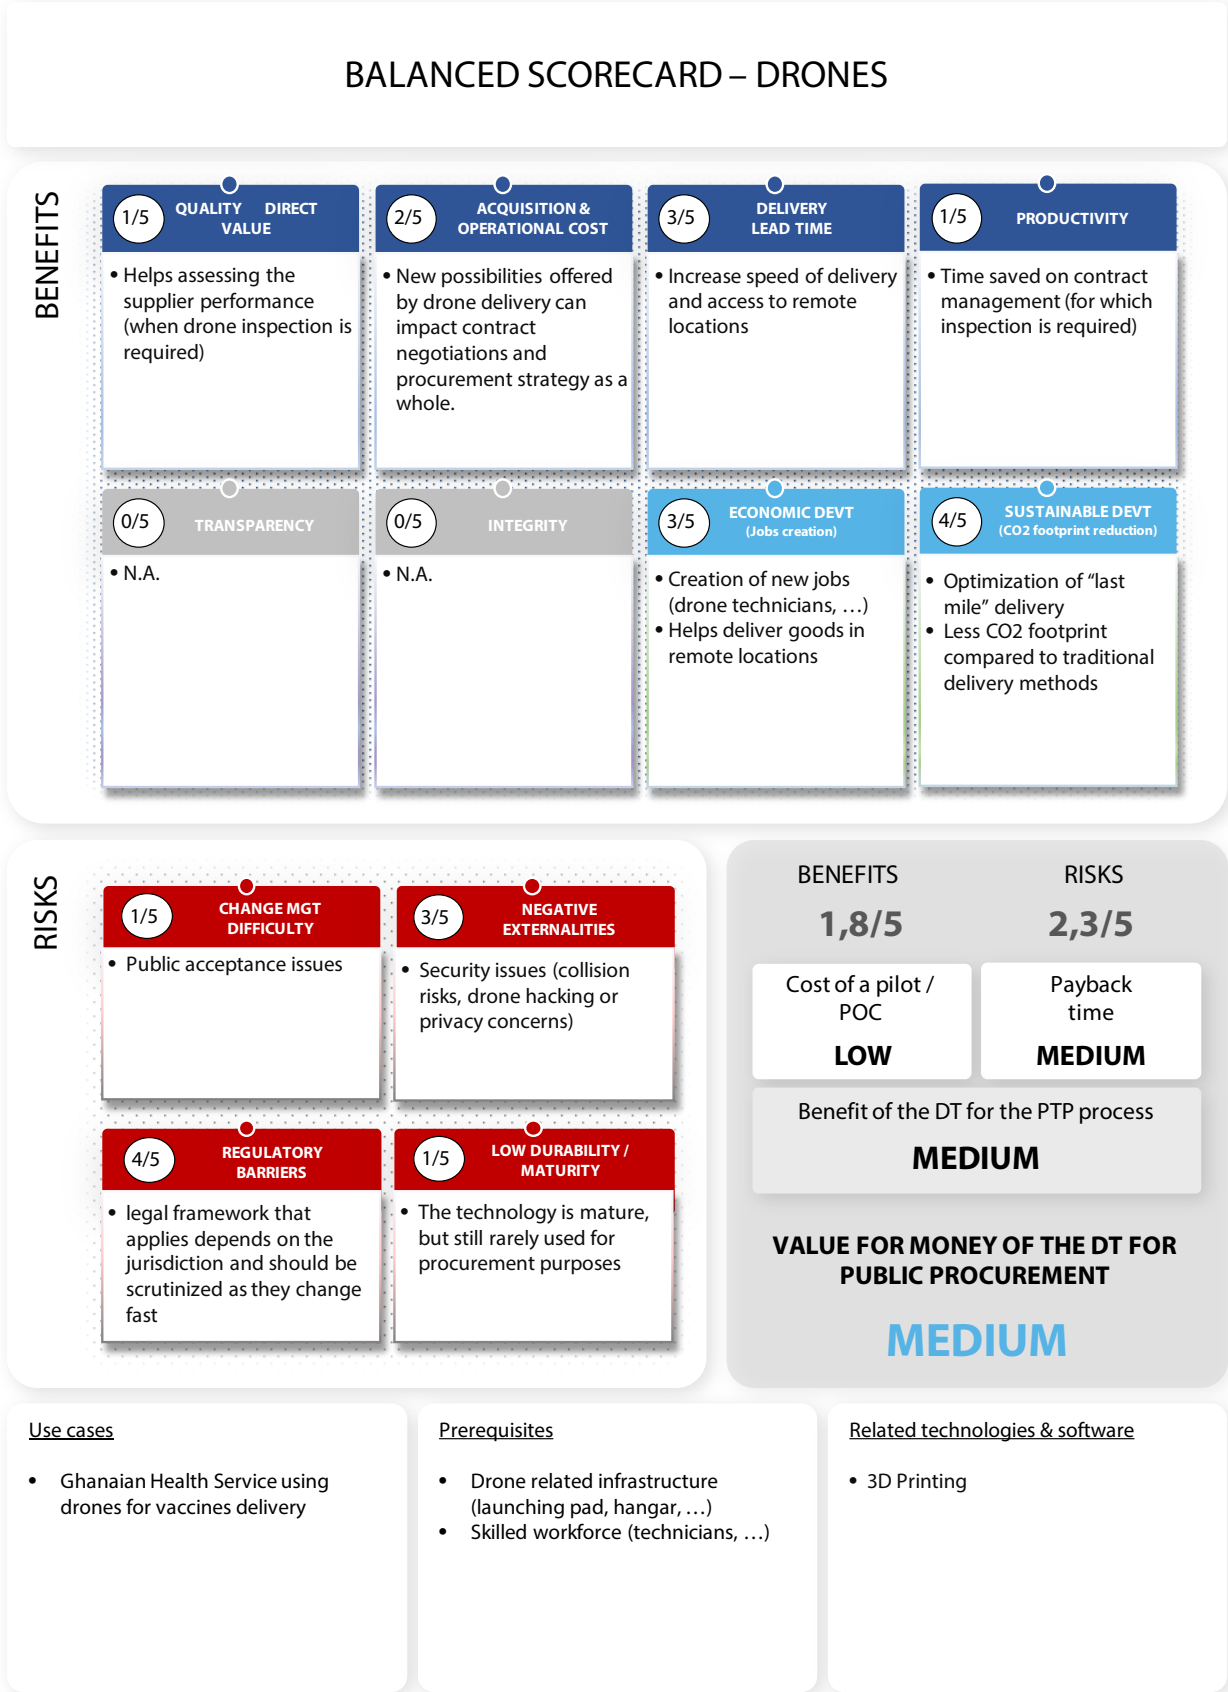 BALANCED SCORECARD – DRONES
BENEFITS
1/5
QUALITY DIRECT
VALUE
• Helps assessing the
supplier performance
(when drone inspection is
required)
2/5
ACQUISITION &
OPERATIONAL COST
• New possibilities offered
by drone delivery can
impact contract
negotiations and
procurement strategy as a
whole.
3/5
DELIVERY
LEAD TIME
• Increase speed of delivery
and access to remote
locations
1/5
PRODUCTIVITY
• Time saved on contract
management (for which
inspection is required)
0/5
TRANSPARENCY
• N.A.
0/5
INTEGRITY
• N.A.
3/5
ECONOMIC DEVT
(Jobs creation)
• Creation of new jobs
(drone technicians, …)
• Helps deliver goods in
remote locations
4/5
SUSTAINABLE DEVT
(CO2 footprint reduction)
• Optimization of “last
mile” delivery
• Less CO2 footprint
compared to traditional
delivery methods
RISKS
1/5
CHANGE MGT
DIFFICULTY
• Public acceptance issues
3/5
NEGATIVE
EXTERNALITIES
• Security issues (collision
risks, drone hacking or
privacy concerns)
4/5
REGULATORY
BARRIERS
• legal framework that
applies depends on the
jurisdiction and should be
scrutinized as they change
fast
1/5
LOW DURABILITY /
MATURITY
• The technology is mature,
but still rarely used for
procurement purposes
BENEFITS
1,8/5
RISKS
2,3/5
Cost of a pilot /
POC
LOW
Payback
time
MEDIUM
Benefit of the DT for the PTP process
MEDIUM
VALUE FOR MONEY OF THE DT FOR
PUBLIC PROCUREMENT
MEDIUM
Use cases
• Ghanaian Health Service using
drones for vaccines delivery
Prerequisites
• Drone related infrastructure
(launching pad, hangar, …)
• Skilled workforce (technicians, …)
Related technologies & software
• 3D Printing